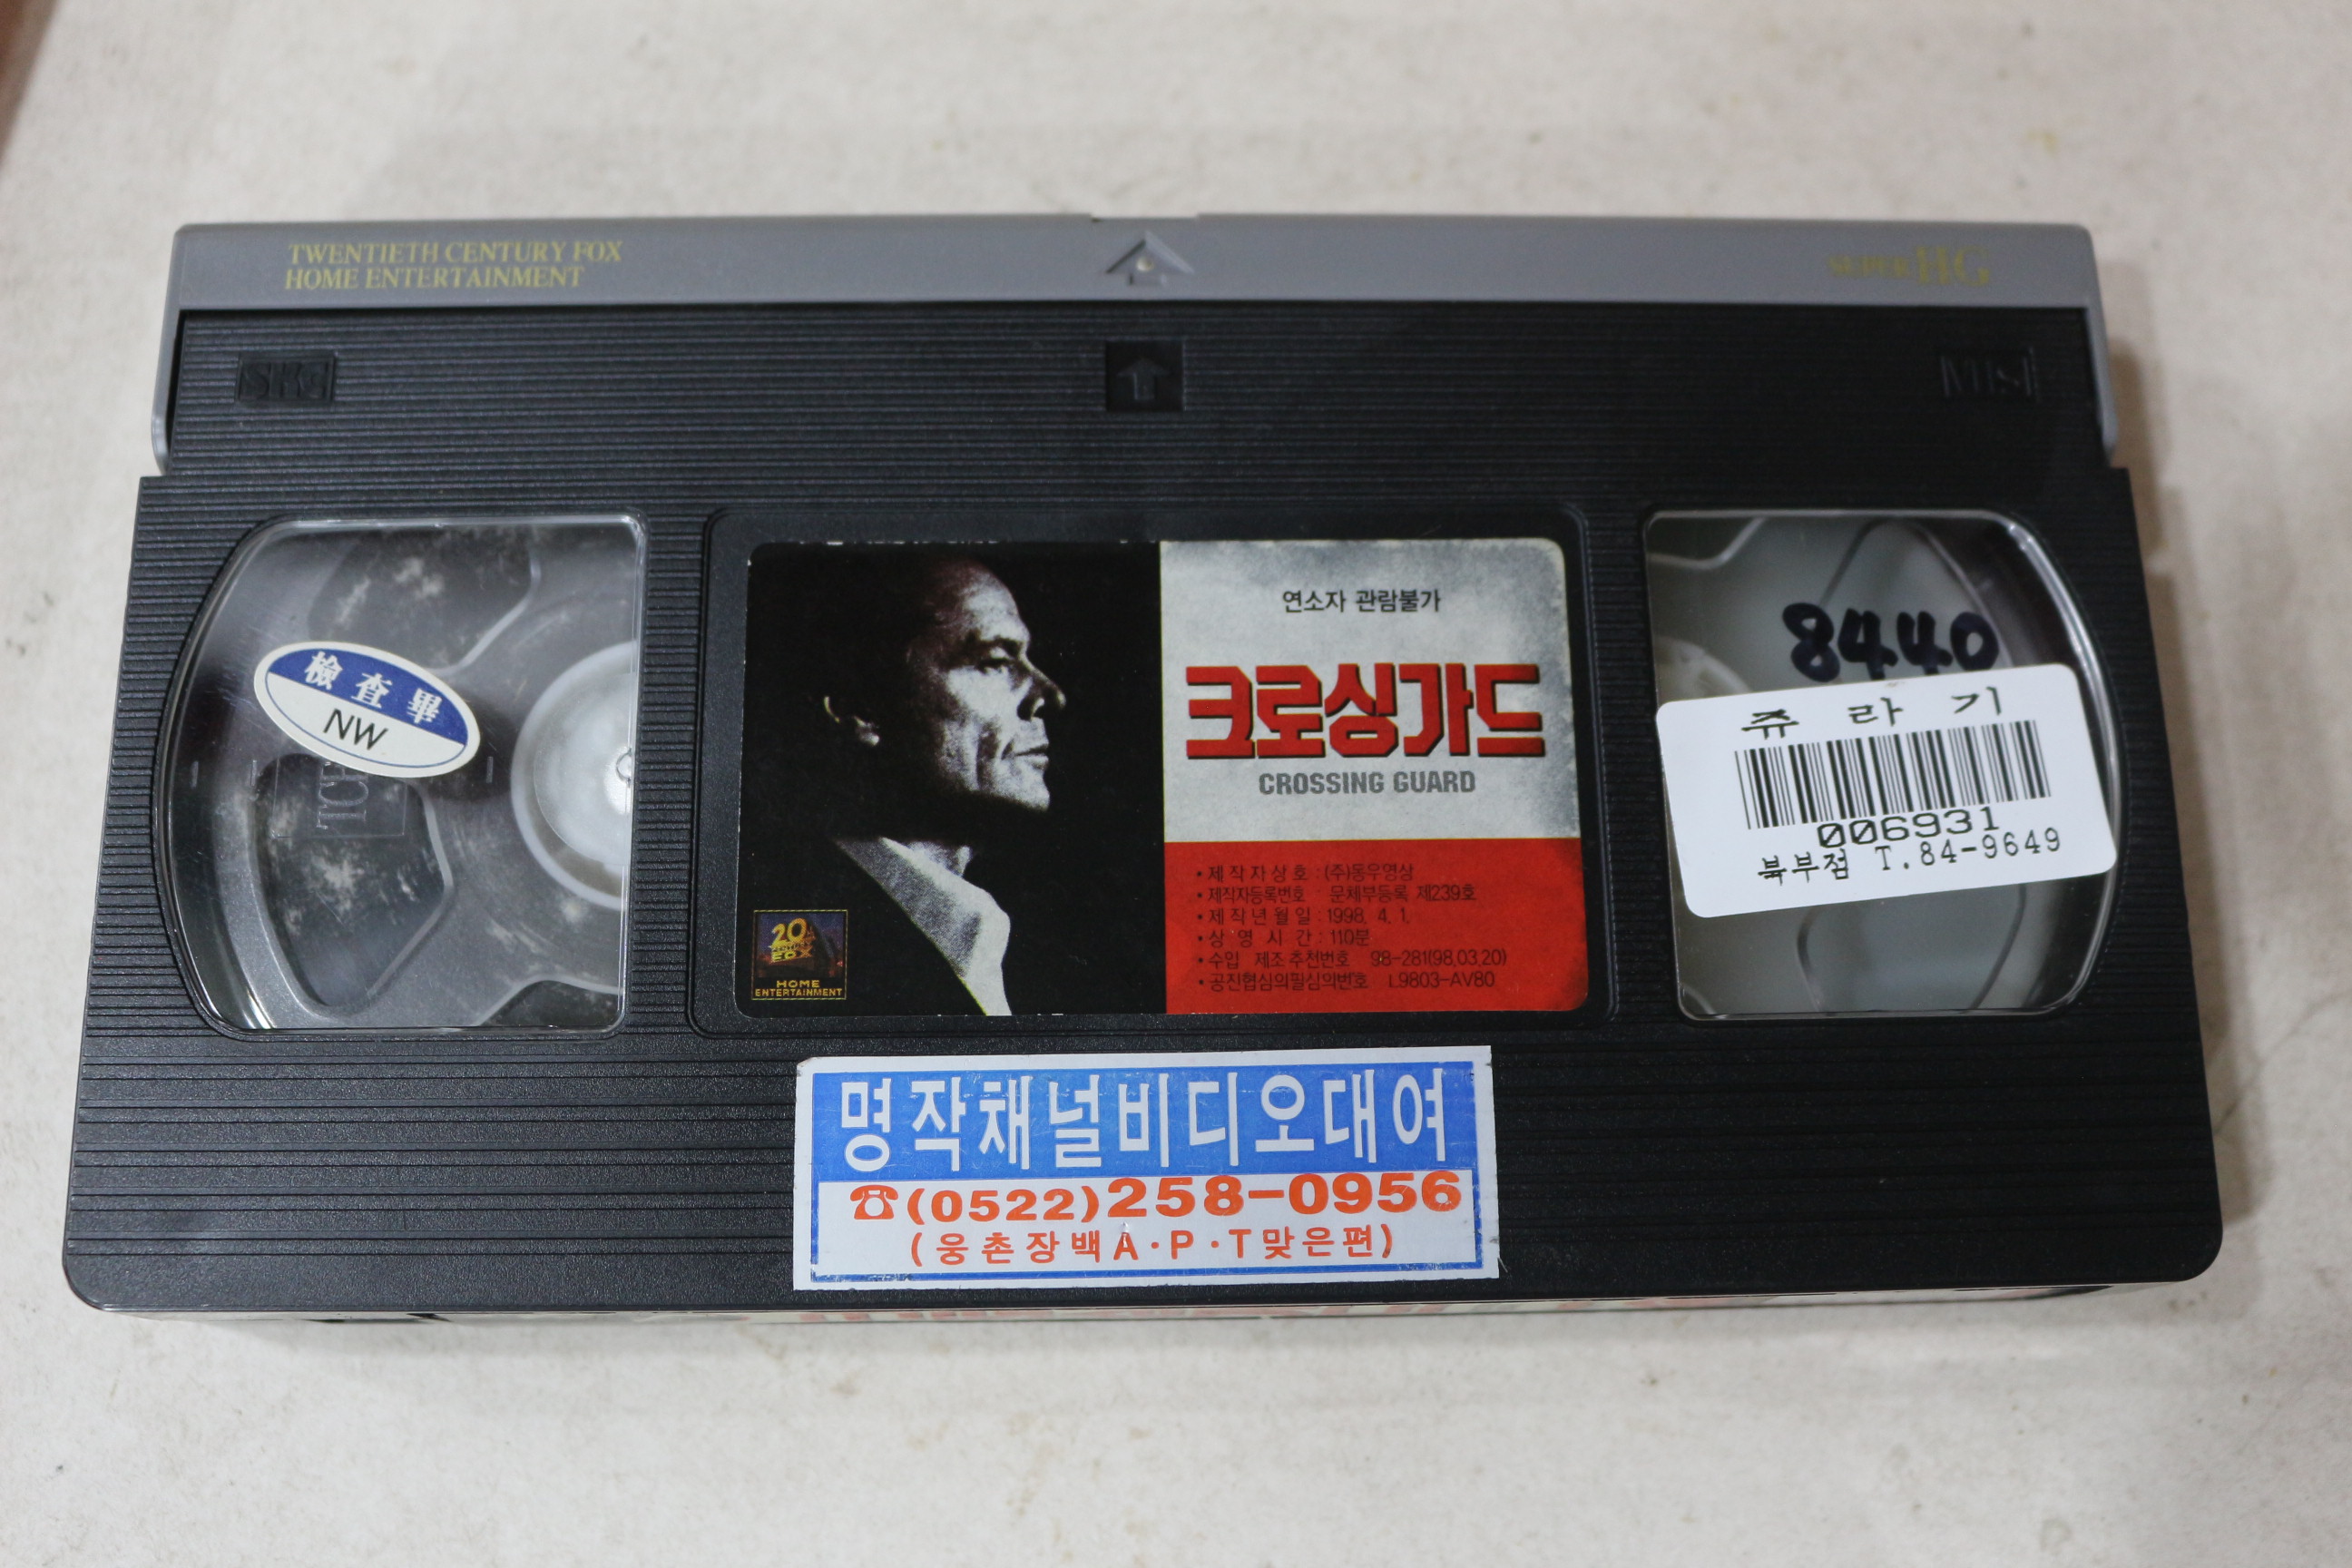 TWENTIETH CENTURY FOX
HOME ENTERTAINMENT
SUPER HG
SKC
檢查畢
NW
연소자 관람불가
크로싱가드
CROSSING GUARD
• 제작자상호 : (주)동우영상
• 제작자등록번호 : 문체부등록 제239호
• 제작년월일 : 1998. 4. 1.
• 상영시간 : 110분
• 수입 제조추천번호 98-281(98.03.20)
• 공진협심의필심의번호 L9803-AV80
20
CENTURY
FOX
HOME
ENTERTAINMENT
8440
쥬라기
006931
북부점 T.84-9649
명작채널비디오대여
☎(0522)258-0956
(웅촌장백A·P·T맞은편)